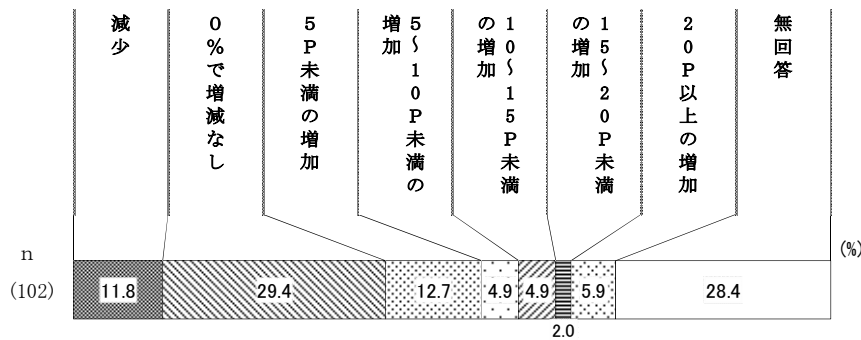 減少
０％で増減なし
５Ｐ未満の増加
５～１０Ｐ未満の
増加
１０～１５Ｐ未満
の増加
１５～２０Ｐ未満
の増加
２０Ｐ以上の増加
無回答
n
(%)
(102)
11.8
29.4
12.7
4.9
4.9
5.9
28.4
2.0